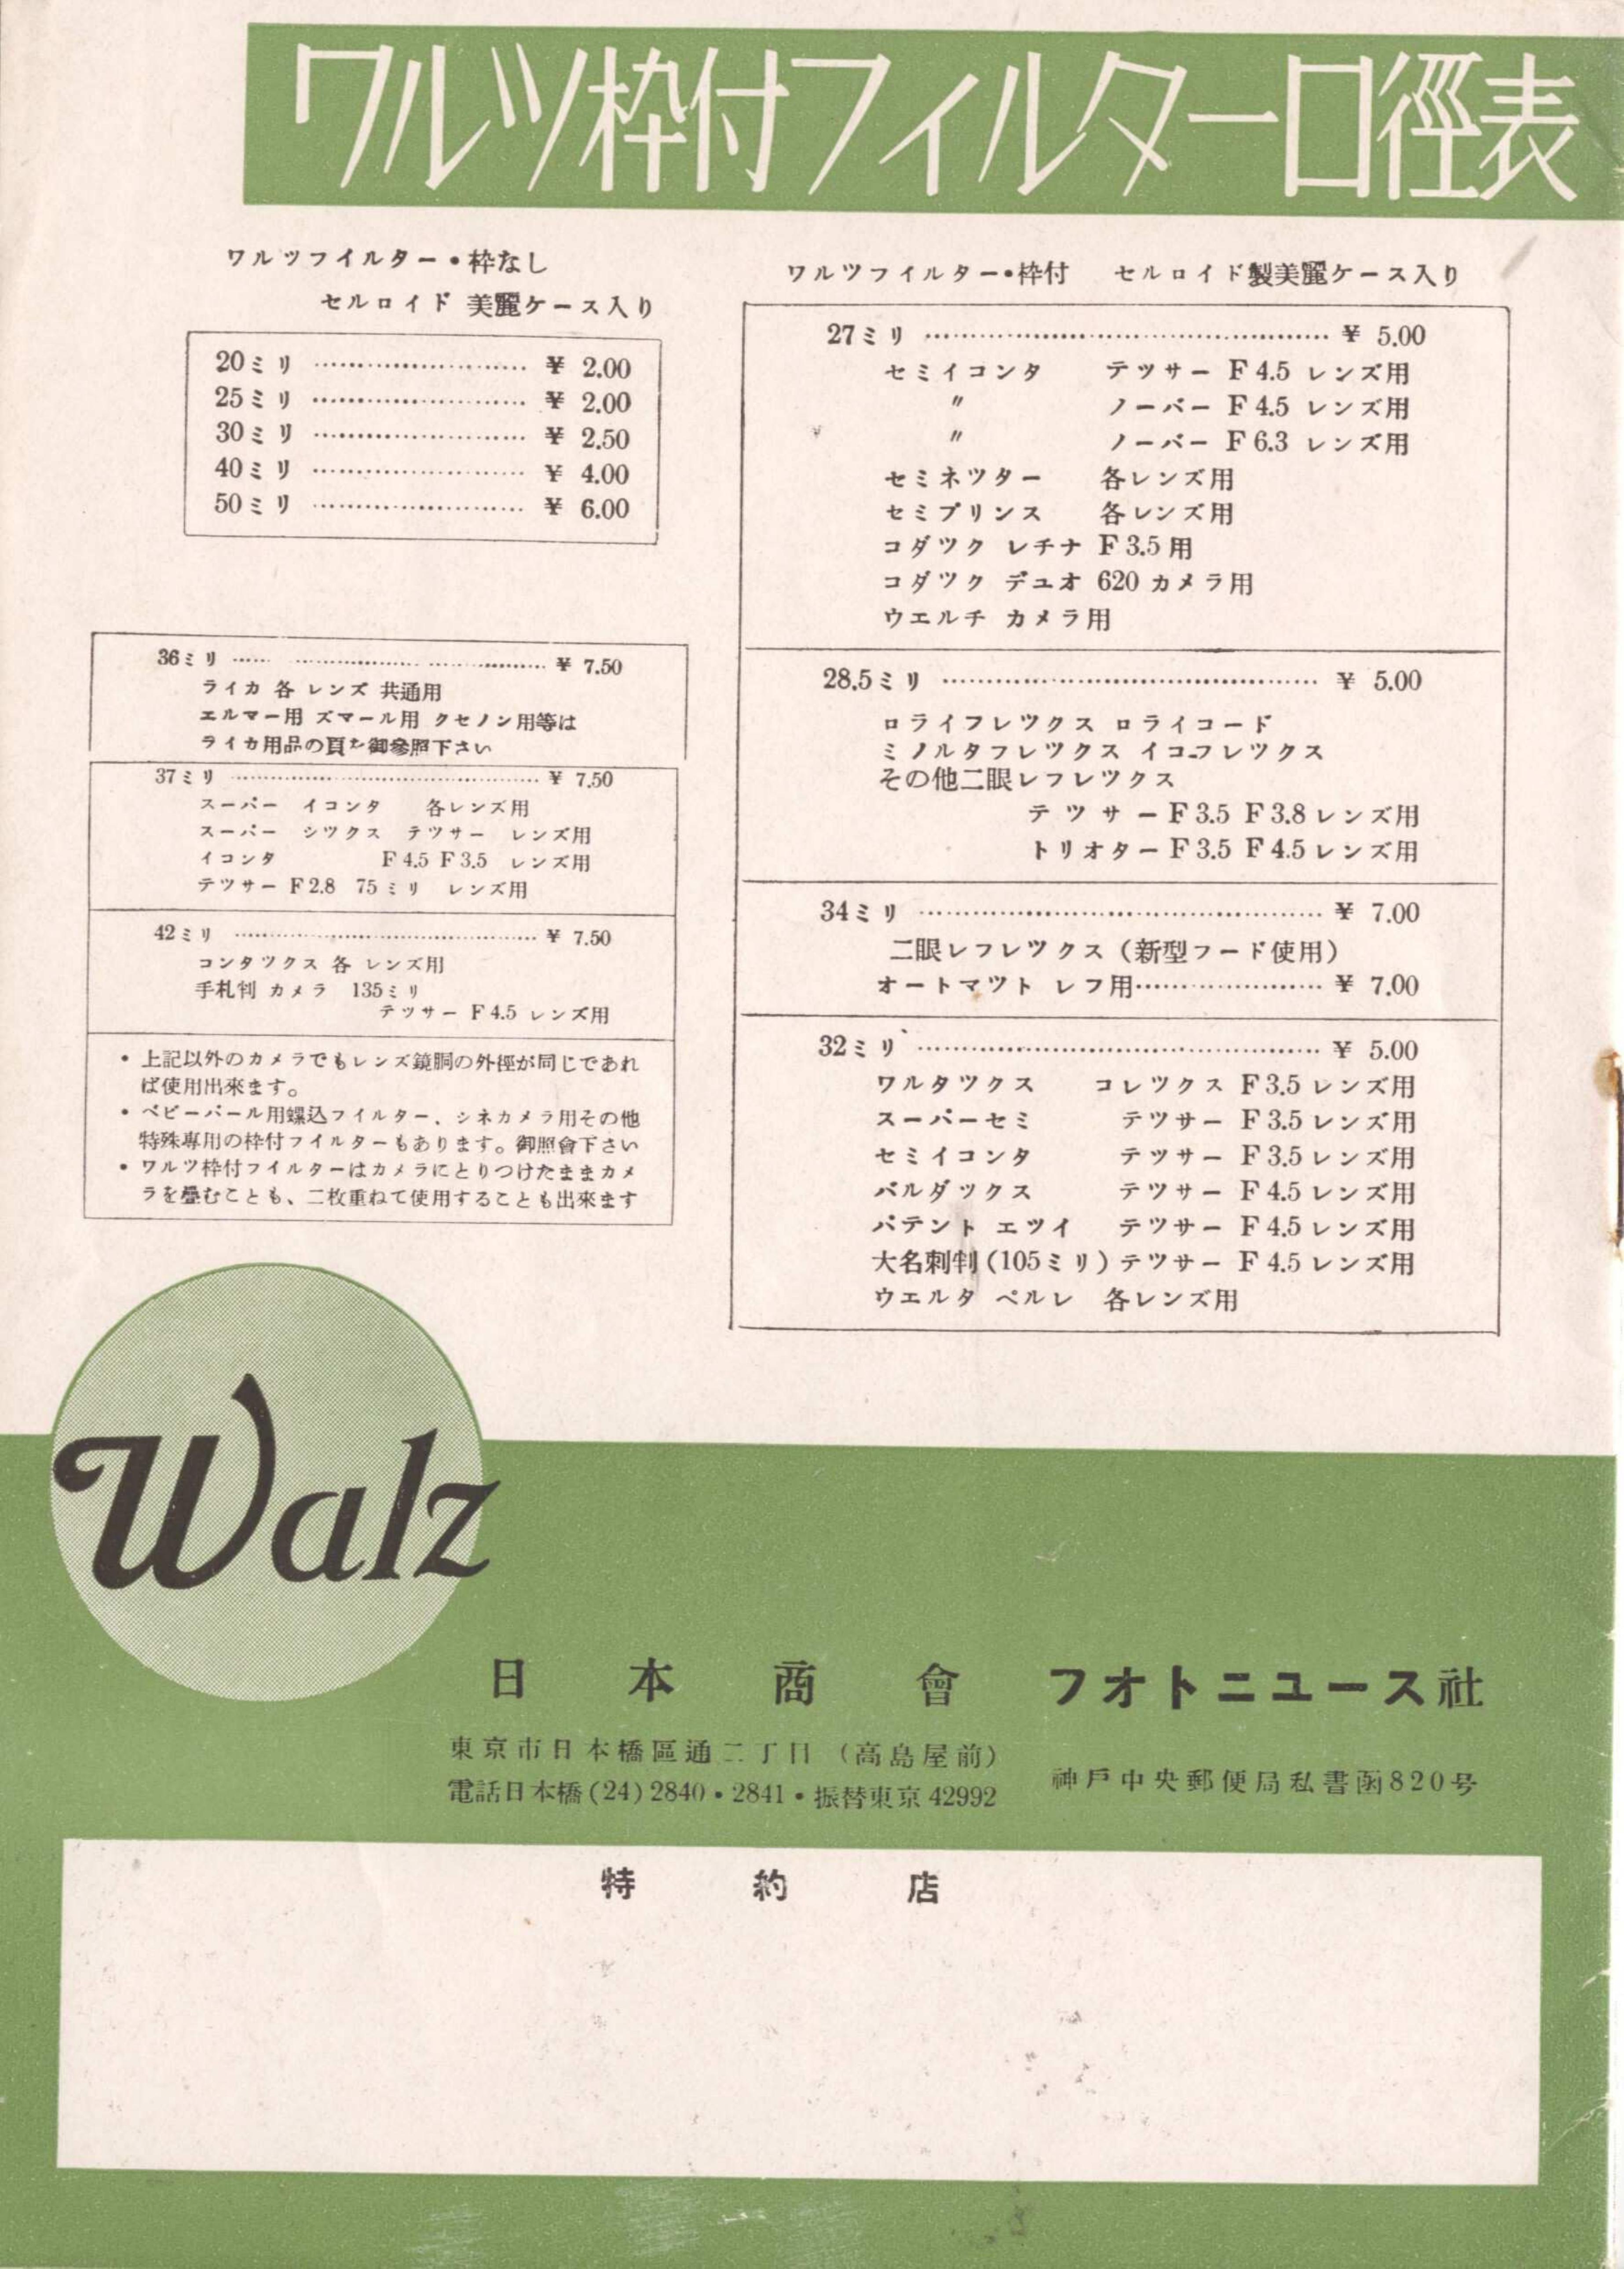 ワルツ枠付フィルター口徑表
ワルツフイルター・枠なし
セルロイド 美麗ケース入り
20ミリ …………………… ¥ 2.00
25ミリ …………………… ¥ 2.00
30ミリ …………………… ¥ 2.50
40ミリ …………………… ¥ 4.00
50ミリ …………………… ¥ 6.00
36ミリ …………………………… ¥ 7.50
ライカ 各 レンズ 共通用
エルマー用 ズマール用 クセノン用等は
ライカ用品の頁を御參照下さい
37ミリ …………………………… ¥ 7.50
スーパー イコンタ 各レンズ用
スーパー シツクス テツサー レンズ用
イコンタ F4.5 F3.5 レンズ用
テツサー F2.8 75ミリ レンズ用
42ミリ …………………………… ¥ 7.50
コンタツクス 各 レンズ用
手札判 カメラ 135ミリ
テツサー F4.5 レンズ用
• 上記以外のカメラでもレンズ鏡胴の外徑が同じであれ
ば使用出來ます。
• ベビーパール用螺込フイルター、シネカメラ用その他
特殊專用の枠付フイルターもあります。御照會下さい
• ワルツ枠付フイルターはカメラにとりつけたままカメ
ラを疊むことも、二枚重ねて使用することも出來ます
ワルツフイルター・枠付 セルロイド製美麗ケース入り
27ミリ ……………………………………… ¥ 5.00
セミイコンタ テツサー F4.5 レンズ用
〃 ノーバー F4.5 レンズ用
〃 ノーバー F6.3 レンズ用
セミネツター 各レンズ用
セミプリンス 各レンズ用
コダツク レチナ F3.5用
コダツク デユオ 620 カメラ用
ウエルチ カメラ用
28.5ミリ …………………………………… ¥ 5.00
ロライフレツクス ロライコード
ミノルタフレツクス イコフレツクス
その他二眼レフレツクス
テツサーF3.5 F3.8レンズ用
トリオターF3.5 F4.5レンズ用
34ミリ ……………………………………… ¥ 7.00
二眼レフレツクス（新型フード使用）
オートマツト レフ用………………… ¥ 7.00
32ミリ ……………………………………… ¥ 5.00
ワルタツクス コレツクス F3.5レンズ用
スーパーセミ テツサー F3.5レンズ用
セミイコンタ テツサー F3.5レンズ用
バルダックス テツサー F4.5レンズ用
パテント エツイ テツサー F4.5レンズ用
大名刺判(105ミリ)テツサー F4.5レンズ用
ウエルタ ペルレ 各レンズ用
Walz
日本商會
東京市日本橋區通二丁目（高島屋前）
電話日本橋(24)2840・2841・振替東京42992
フオトニユース社
神戸中央郵便局私書函820号
特約店